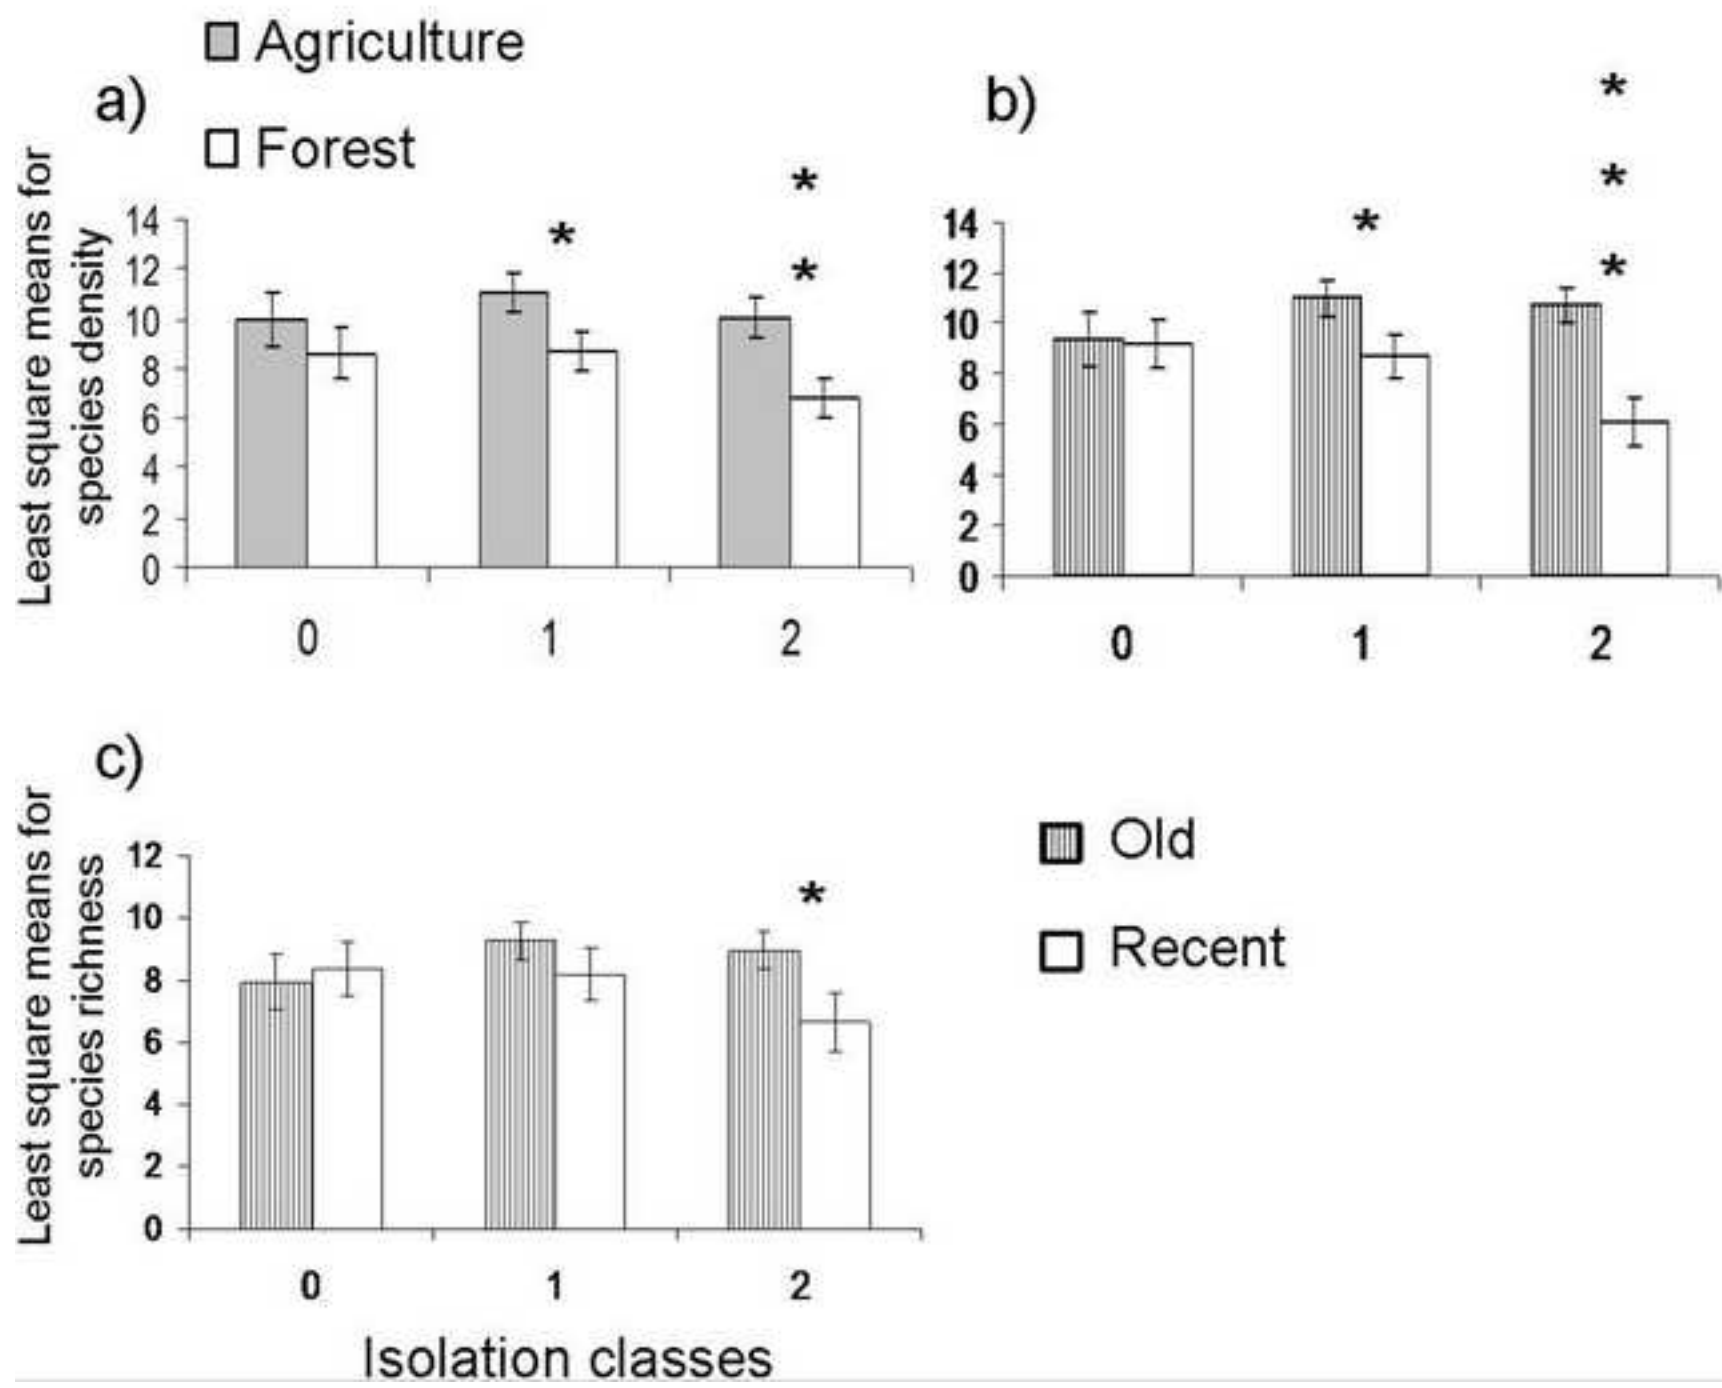 Agriculture
a)
Forest
b)
*
*
*
*
*
*
*
Least square means for
species density
14
12
10
8
6
4
2
0
0 1 2
14
12
10
8
6
4
2
0
0 1 2
c)
Least square means for
species richness
12
10
8
6
4
2
0
*
0 1 2
Isolation classes
Old
Recent